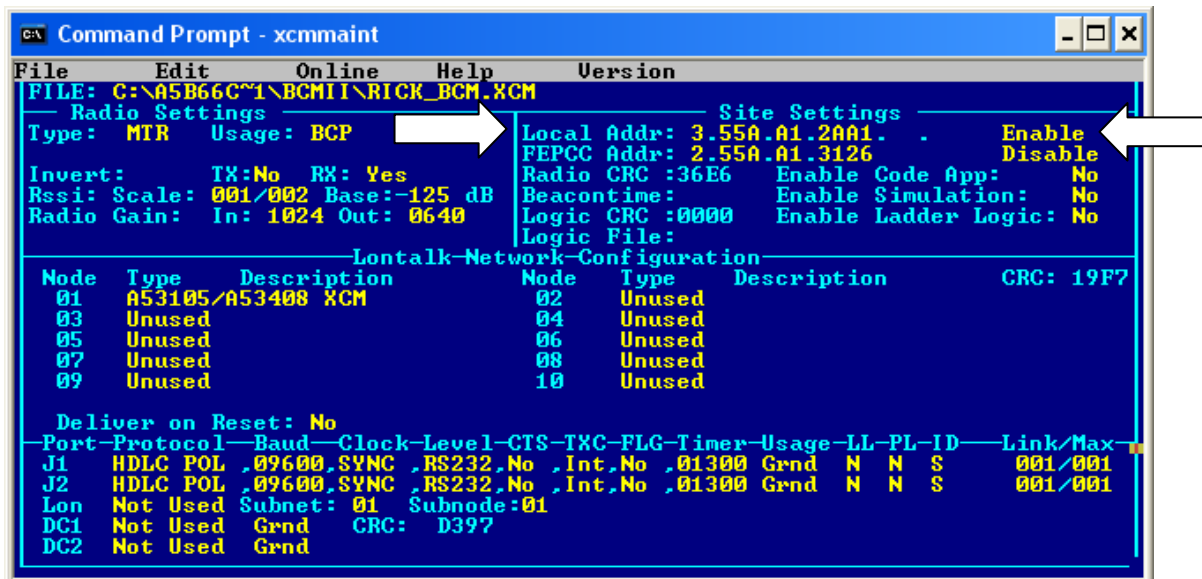 Command Prompt - xcmmaint
File Edit Online Help Version
FILE: C:\A5B66C~1\BCMII\RICK_BCM.XCM
Radio Settings Site Settings
Type: MTR Usage: BCP Local Addr: 3.55A.A1.2AA1. . Enable
FEPCC Addr: 2.55A.A1.3126 Disable
Invert: TX:No RX: Yes Radio CRC :36E6 Enable Code App: No
Rssi: Scale: 001/002 Base:-125 dB Beacontime: Enable Simulation: No
Radio Gain: In: 1024 Out: 0640 Logic CRC :0000 Enable Ladder Logic: No
Logic File:
Lontalk-Network-Configuration
Node Type Description Node Type Description CRC: 19F7
01 A53105/A53408 XCM 02 Unused
03 Unused 04 Unused
05 Unused 06 Unused
07 Unused 08 Unused
09 Unused 10 Unused
Deliver on Reset: No
Port-Protocol-Baud-Clock-Level-CTS-TXC-FLG-Timer-Usage-LL-PL-ID-Link/Max
J1 HDLC POL ,09600,SYNC ,RS232,No ,Int,No ,01300 Grnd N N S 001/001
J2 HDLC POL ,09600,SYNC ,RS232,No ,Int,No ,01300 Grnd N N S 001/001
Lon Not Used Subnet: 01 Subnode:01
DC1 Not Used Grnd CRC: D397
DC2 Not Used Grnd